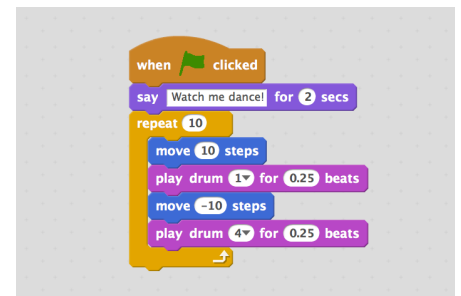 when clicked
say Watch me dance! for 2 secs
repeat 10
move 10 steps
play drum 1 for 0.25 beats
move -10 steps
play drum 4 for 0.25 beats